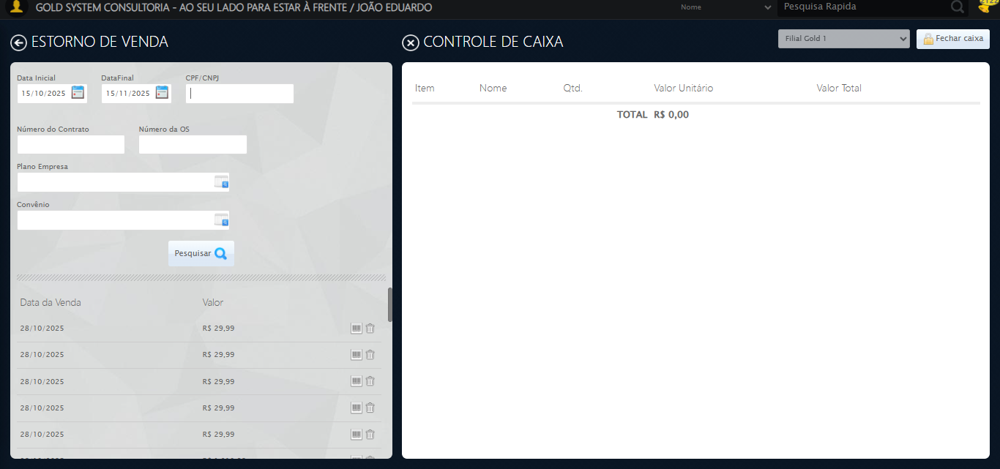 GOLD SYSTEM CONSULTORIA - AO SEU LADO PARA ESTAR À FRENTE / JOÃO EDUARDO
Nome
Pesquisa Rapida
2122
ESTORNO DE VENDA
CONTROLE DE CAIXA
Filial Gold 1
Fechar caixa
Data Inicial
DataFinal
CPF/CNPJ
15/10/2025
15/11/2025
Número do Contrato
Número da OS
Plano Empresa
Convênio
Pesquisar
Data da Venda Valor
28/10/2025 R$ 29,99
28/10/2025 R$ 29,99
28/10/2025 R$ 29,99
28/10/2025 R$ 29,99
28/10/2025 R$ 29,99
Item Nome Qtd. Valor Unitário Valor Total
TOTAL R$ 0,00